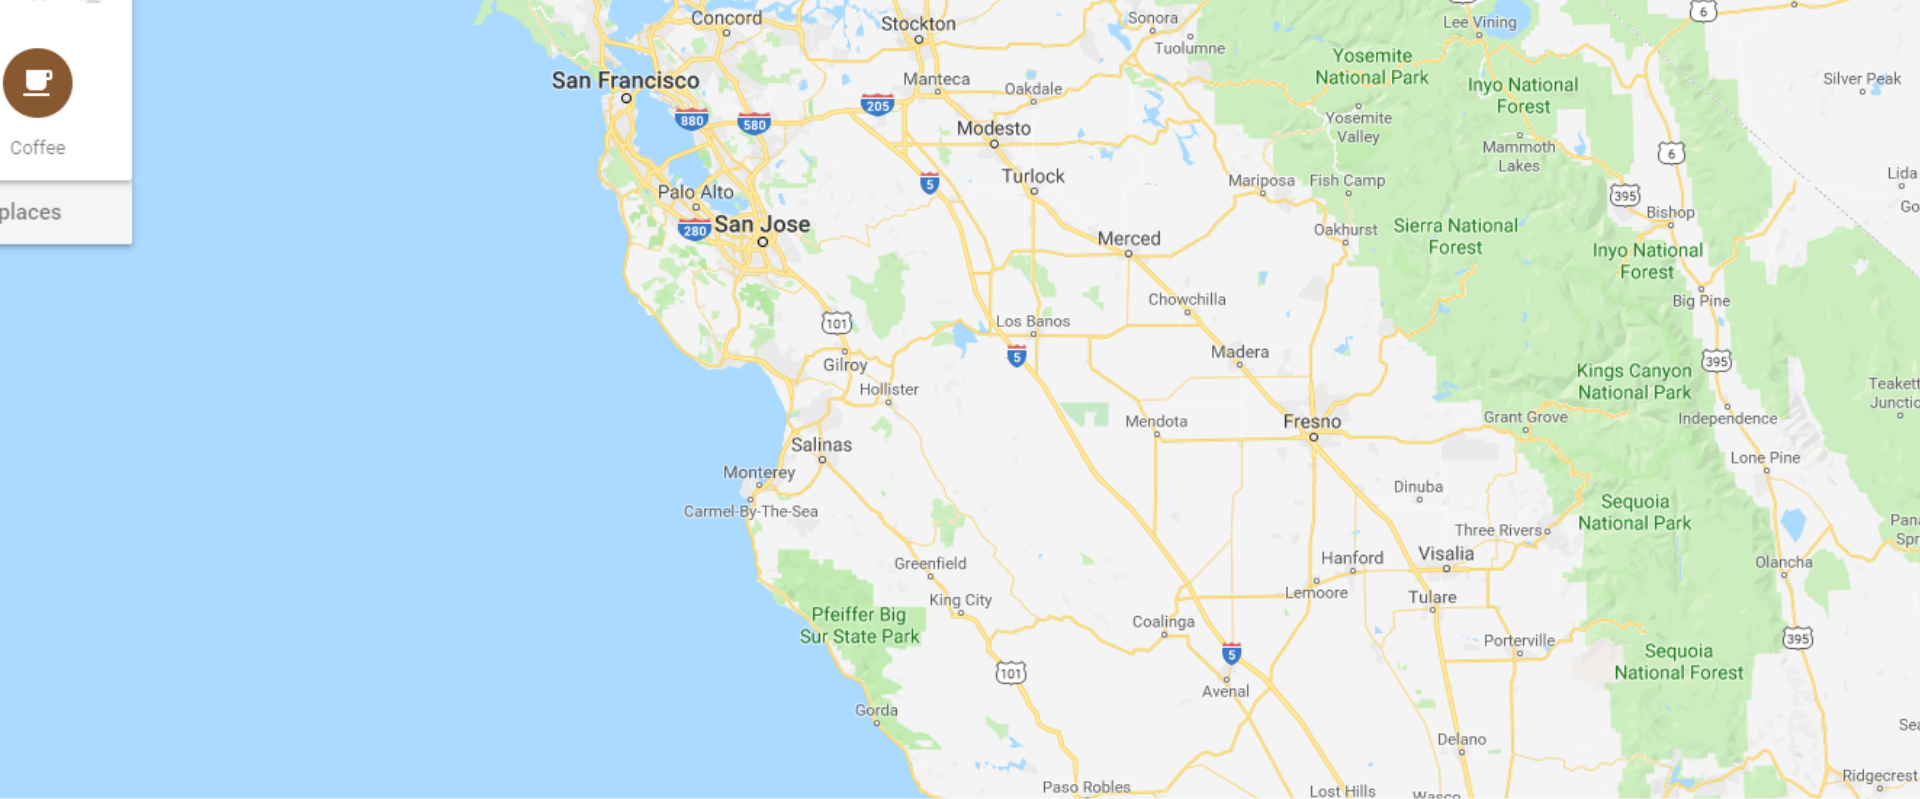 Concord
Stockton
Sonora
Tuolumne
Lee Vining
6
San Francisco
Manteca
Oakdale
Yosemite
National Park
Inyo National
Forest
Silver Peak
Coffee
880
580
205
Modesto
Yosemite
Valley
Mammoth
Lakes
6
Palo Alto
5
Turlock
Mariposa
Fish Camp
395
Lida
places
280
San Jose
Merced
Oakhurst
Sierra National
Forest
Bishop
Go
Inyo National
Forest
Chowchilla
Big Pine
101
Los Banos
5
Madera
395
Gilroy
Hollister
Kings Canyon
National Park
Teakett
Junctio
Mendota
Fresno
Grant Grove
Independence
Salinas
Monterey
Lone Pine
Carmel-By-The-Sea
Dinuba
Sequoia
National Park
Three Rivers
Pana
Spr
Greenfield
Hanford
Visalia
Olancha
King City
Lemoore
Tulare
Pfeiffer Big
Sur State Park
Coalinga
Porterville
395
5
Sequoia
National Forest
101
Avenal
Gorda
Sea
Delano
Paso Robles
Lost Hills
Wasco
Ridgecrest